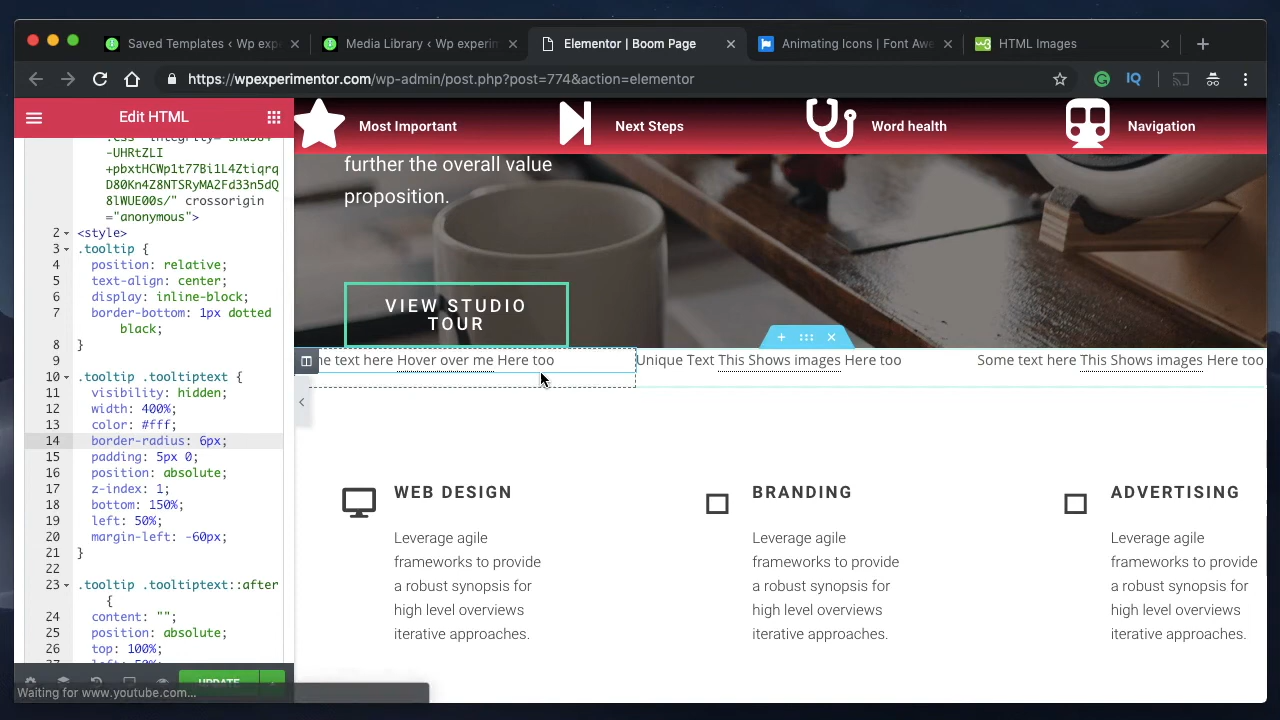 Saved Templates ‹ Wp exp
Media Library ‹ Wp experim
Elementor | Boom Page
Animating Icons | Font Awe
HTML Images
https://wpexperimentor.com/wp-admin/post.php?post=774&action=elementor
IQ
Edit HTML
Most Important
Next Steps
Word health
Navigation
-UHRtZLI
+pbxtHCWp1t77Bi1L4Ztiqrq
D80Kn4Z8NTSRyMA2Fd33n5dQ
8lWUE00s/" crossorigin
="anonymous">
2 <style>
3 .tooltip {
4 position: relative;
5 text-align: center;
6 display: inline-block;
7 border-bottom: 1px dotted
black;
8 }
9
10 .tooltip .tooltiptext {
11 visibility: hidden;
12 width: 400%;
13 color: #fff;
14 border-radius: 6px;
15 padding: 5px 0;
16 position: absolute;
17 z-index: 1;
18 bottom: 150%;
19 left: 50%;
20 margin-left: -60px;
21 }
22
23 .tooltip .tooltiptext::after
{
24 content: "";
25 position: absolute;
26 top: 100%;
UPDATE
Waiting for www.youtube.com...
further the overall value
proposition.
VIEW STUDIO
TOUR
me text here Hover over me Here too
Unique Text This Shows images Here too
Some text here This Shows images Here too
WEB DESIGN
Leverage agile
frameworks to provide
a robust synopsis for
high level overviews
iterative approaches.
BRANDING
Leverage agile
frameworks to provide
a robust synopsis for
high level overviews
iterative approaches.
ADVERTISING
Leverage agile
frameworks to provide
a robust synopsis for
high level overviews
iterative approaches.